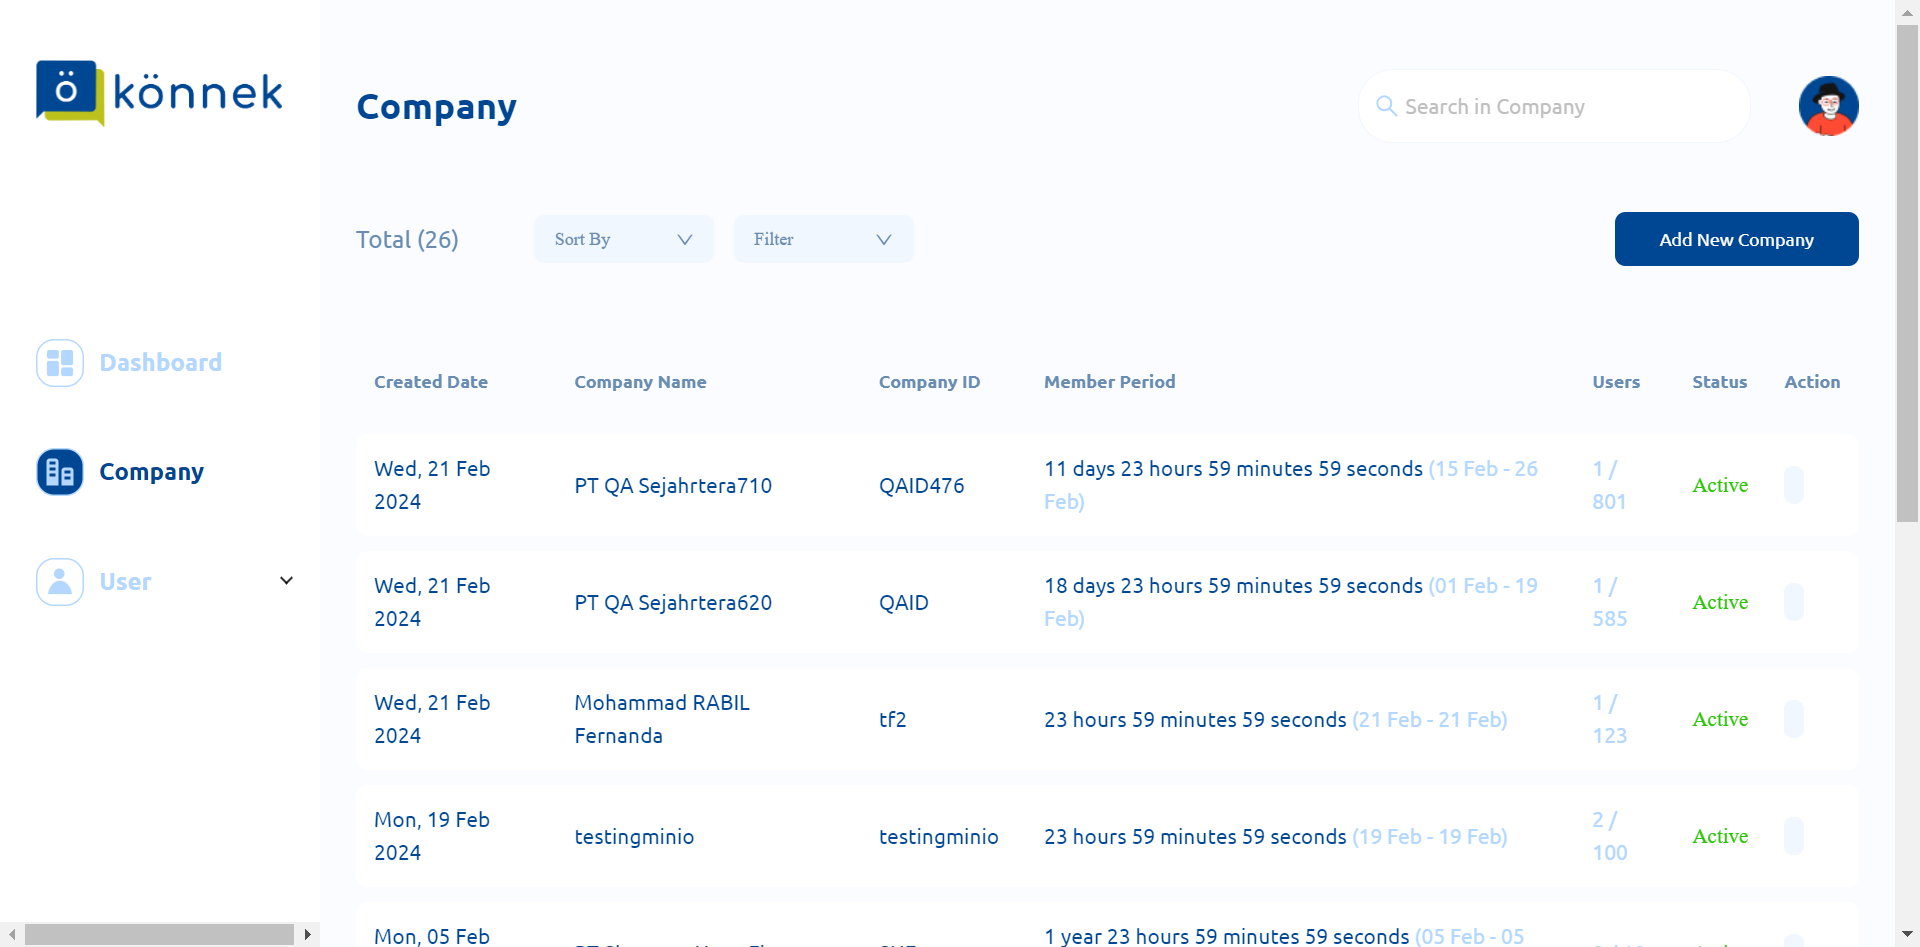 ö könnek
Company
Search in Company
Total (26)
Sort By
Filter
Add New Company
Dashboard
Company
User
Created Date Company Name Company ID Member Period Users Status Action
Wed, 21 Feb
2024
PT QA Sejahrtera710
QAID476
11 days 23 hours 59 minutes 59 seconds (15 Feb - 26
Feb)
1 /
801
Active
Wed, 21 Feb
2024
PT QA Sejahrtera620
QAID
18 days 23 hours 59 minutes 59 seconds (01 Feb - 19
Feb)
1 /
585
Active
Wed, 21 Feb
2024
Mohammad RABIL
Fernanda
tf2
23 hours 59 minutes 59 seconds (21 Feb - 21 Feb)
1 /
123
Active
Mon, 19 Feb
2024
testingminio
testingminio
23 hours 59 minutes 59 seconds (19 Feb - 19 Feb)
2 /
100
Active
Mon, 05 Feb
1 year 23 hours 59 minutes 59 seconds (05 Feb - 05